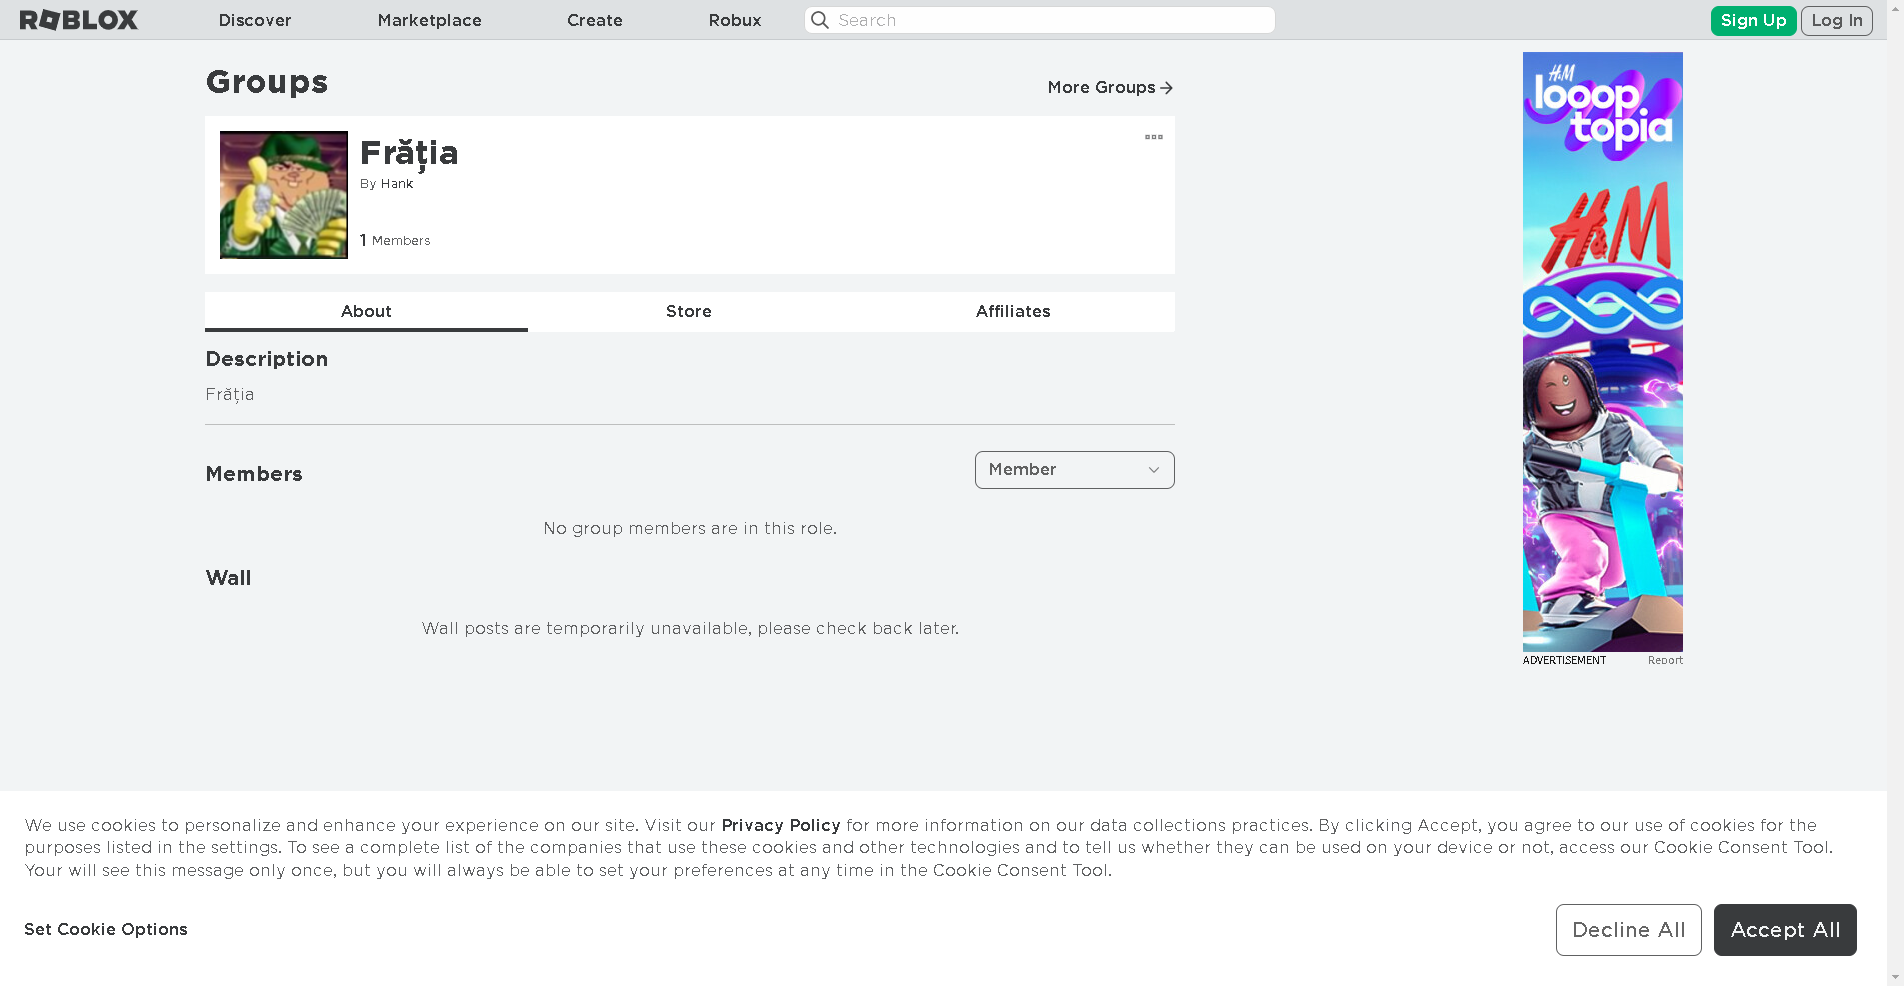 ROBLOX Discover Marketplace Create Robux Search Sign Up Log In
Groups
More Groups
Frăția
By Hank
1 Members
About Store Affiliates
Description
Frăția
Members
Member
No group members are in this role.
Wall
Wall posts are temporarily unavailable, please check back later.
H&M
looop
topia
H&M
ADVERTISEMENT Report
We use cookies to personalize and enhance your experience on our site. Visit our Privacy Policy for more information on our data collections practices. By clicking Accept, you agree to our use of cookies for the
purposes listed in the settings. To see a complete list of the companies that use these cookies and other technologies and to tell us whether they can be used on your device or not, access our Cookie Consent Tool.
Your will see this message only once, but you will always be able to set your preferences at any time in the Cookie Consent Tool.
Set Cookie Options
Decline All
Accept All